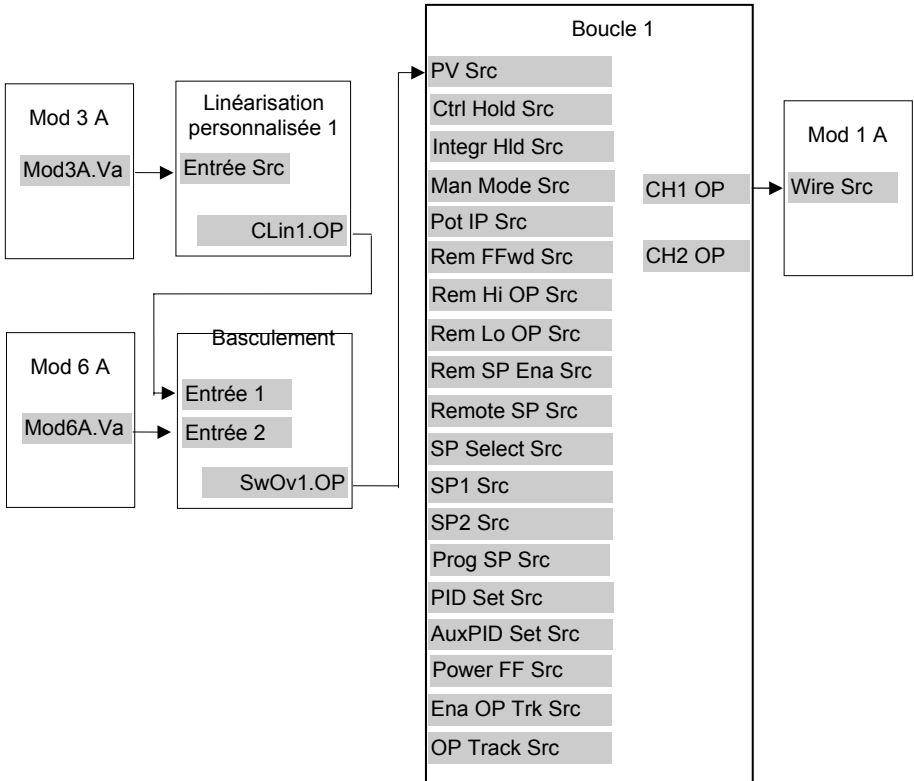 Mod 3 A
Mod3A.Va
Linéarisation
personnalisée 1
Entrée Src
CLin1.OP
Mod 6 A
Mod6A.Va
Basculement
Entrée 1
Entrée 2
SwOv1.OP
Boucle 1
PV Src
Ctrl Hold Src
Integr Hld Src
Man Mode Src
Pot IP Src
Rem FFwd Src
Rem Hi OP Src
Rem Lo OP Src
Rem SP Ena Src
Remote SP Src
SP Select Src
SP1 Src
SP2 Src
Prog SP Src
PID Set Src
AuxPID Set Src
Power FF Src
Ena OP Trk Src
OP Track Src
CH1 OP
CH2 OP
Mod 1 A
Wire Src